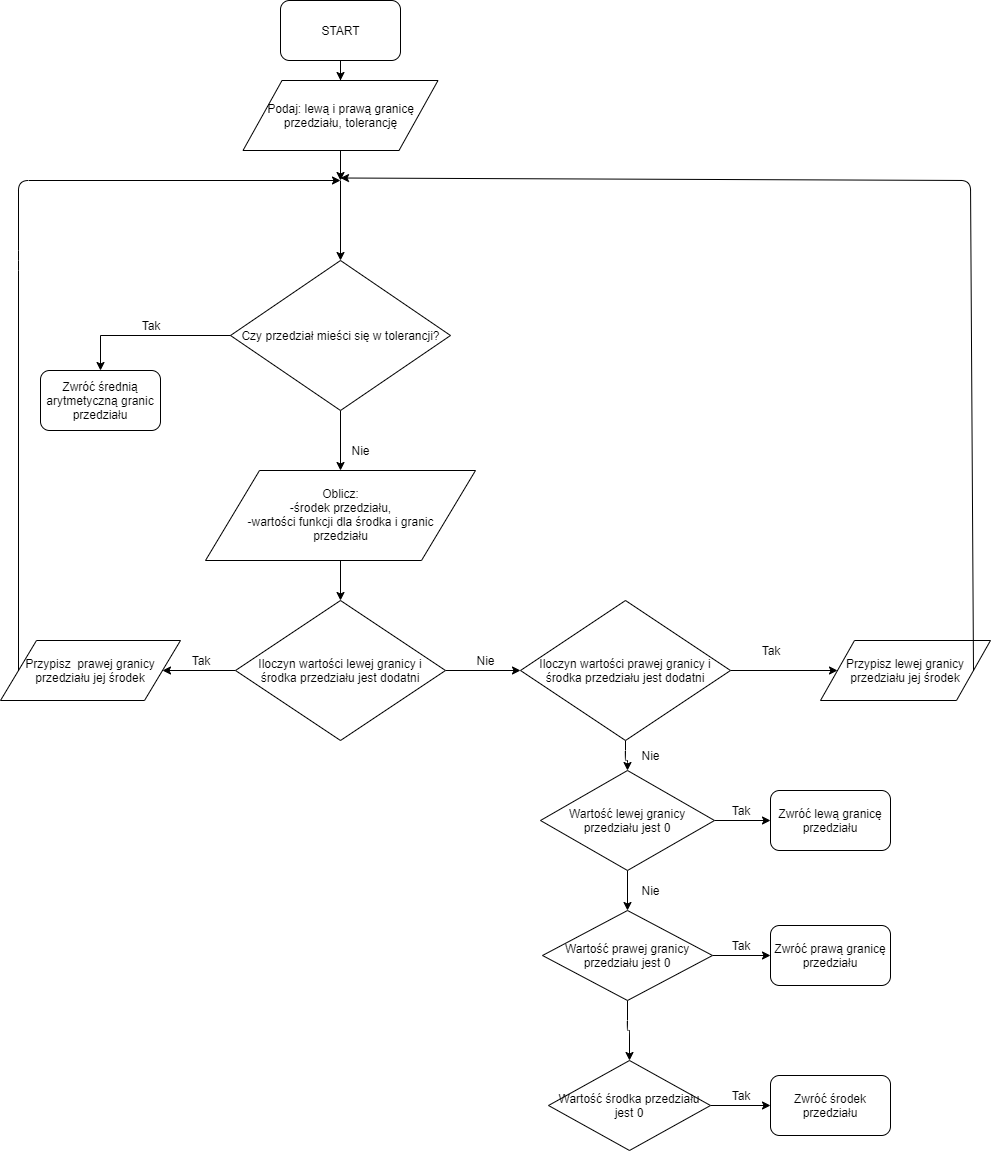 START
Podaj: lewą i prawą granicę
przedziału, tolerancję
Czy przedział mieści się w tolerancji?
Tak
Zwróć średnią
arytmetyczną granic
przedziału
Nie
Oblicz:
-środek przedziału,
-wartości funkcji dla środka i granic
przedziału
Iloczyn wartości lewej granicy i
środka przedziału jest dodatni
Tak
Przypisz prawej granicy
przedziału jej środek
Nie
Iloczyn wartości prawej granicy i
środka przedziału jest dodatni
Tak
Przypisz lewej granicy
przedziału jej środek
Nie
Wartość lewej granicy
przedziału jest 0
Tak
Zwróć lewą granicę
przedziału
Nie
Wartość prawej granicy
przedziału jest 0
Tak
Zwróć prawą granicę
przedziału
Wartość środka przedziału
jest 0
Tak
Zwróć środek
przedziału